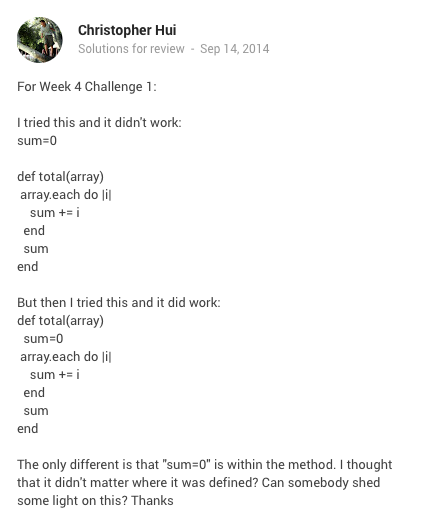 Christopher Hui
Solutions for review - Sep 14, 2014
For Week 4 Challenge 1:
I tried this and it didn't work:
sum=0
def total(array)
array.each do |i|
sum += i
end
sum
end
But then I tried this and it did work:
def total(array)
sum=0
array.each do |i|
sum += i
end
sum
end
The only different is that "sum=0" is within the method. I thought
that it didn't matter where it was defined? Can somebody shed
some light on this? Thanks